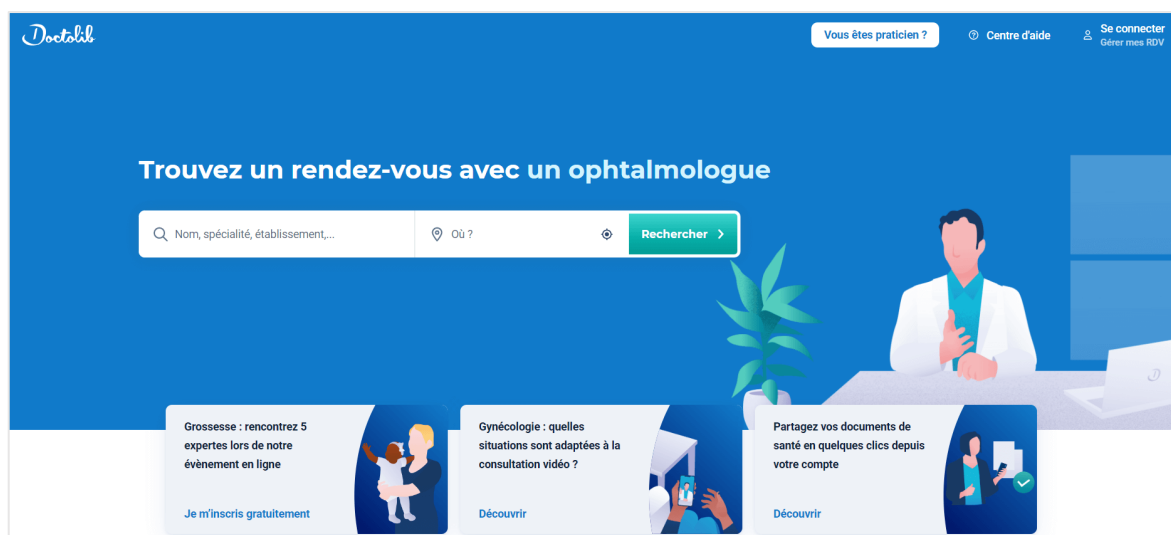 Doctolib
Vous êtes praticien ?
Centre d'aide
Se connecter
Gérer mes RDV
Trouvez un rendez-vous avec un ophtalmologue
Nom, spécialité, établissement,...
Où ?
Rechercher
Grossesse : rencontrez 5
expertes lors de notre
évènement en ligne
Je m'inscris gratuitement
Gynécologie : quelles
situations sont adaptées à la
consultation vidéo ?
Découvrir
Partagez vos documents de
santé en quelques clics depuis
votre compte
Découvrir